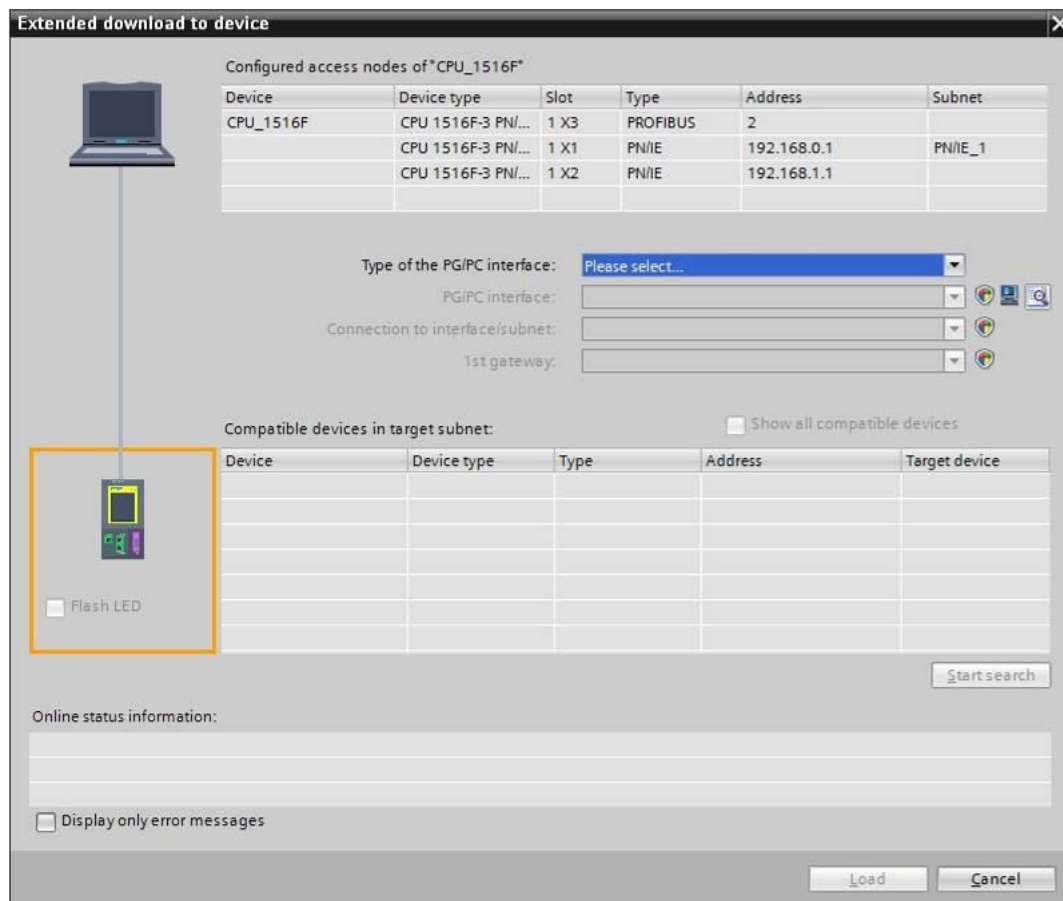 Extended download to device
Configured access nodes of "CPU_1516F"
Device Device type Slot Type Address Subnet
CPU_1516F CPU 1516F-3 PN/... 1 X3 PROFIBUS 2
CPU 1516F-3 PN/... 1 X1 PN/IE 192.168.0.1 PN/IE_1
CPU 1516F-3 PN/... 1 X2 PN/IE 192.168.1.1
Type of the PG/PC interface: Please select...
PG/PC interface:
Connection to interface/subnet:
1st gateway:
Compatible devices in target subnet: Show all compatible devices
Device Device type Type Address Target device
Flash LED
Start search
Online status information:
Display only error messages
Load Cancel